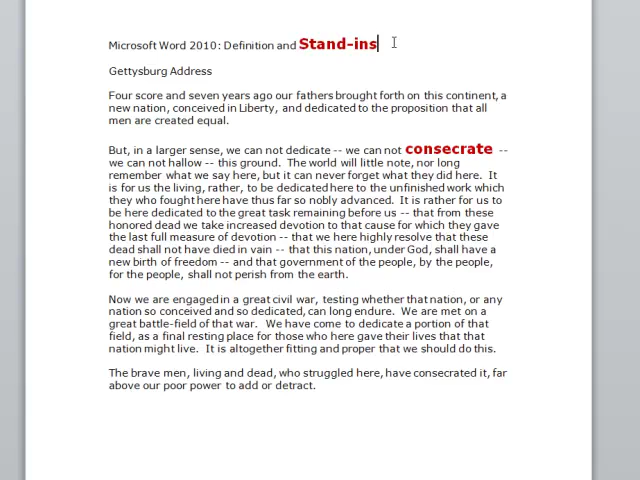 Microsoft Word 2010: Definition and Stand-ins
Gettysburg Address
Four score and seven years ago our fathers brought forth on this continent, a
new nation, conceived in Liberty, and dedicated to the proposition that all
men are created equal.
But, in a larger sense, we can not dedicate -- we can not consecrate --
we can not hallow -- this ground. The world will little note, nor long
remember what we say here, but it can never forget what they did here. It
is for us the living, rather, to be dedicated here to the unfinished work which
they who fought here have thus far so nobly advanced. It is rather for us to
be here dedicated to the great task remaining before us -- that from these
honored dead we take increased devotion to that cause for which they gave
the last full measure of devotion -- that we here highly resolve that these
dead shall not have died in vain -- that this nation, under God, shall have a
new birth of freedom -- and that government of the people, by the people,
for the people, shall not perish from the earth.
Now we are engaged in a great civil war, testing whether that nation, or any
nation so conceived and so dedicated, can long endure. We are met on a
great battle-field of that war. We have come to dedicate a portion of that
field, as a final resting place for those who here gave their lives that that
nation might live. It is altogether fitting and proper that we should do this.
The brave men, living and dead, who struggled here, have consecrated it, far
above our poor power to add or detract.